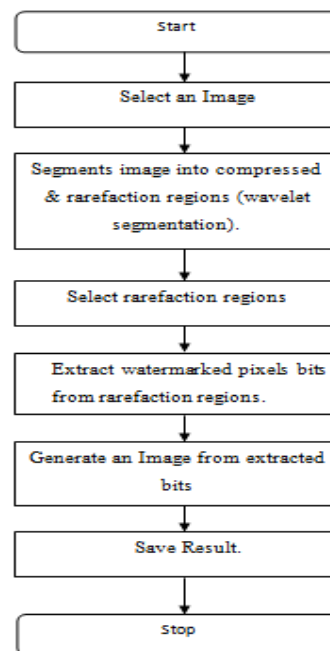 Start
Select an Image
Segments image into compressed
& rarefaction regions (wavelet
segmentation).
Select rarefaction regions
Extract watermarked pixels bits
from rarefaction regions.
Generate an Image from extracted
bits
Save Result.
Stop